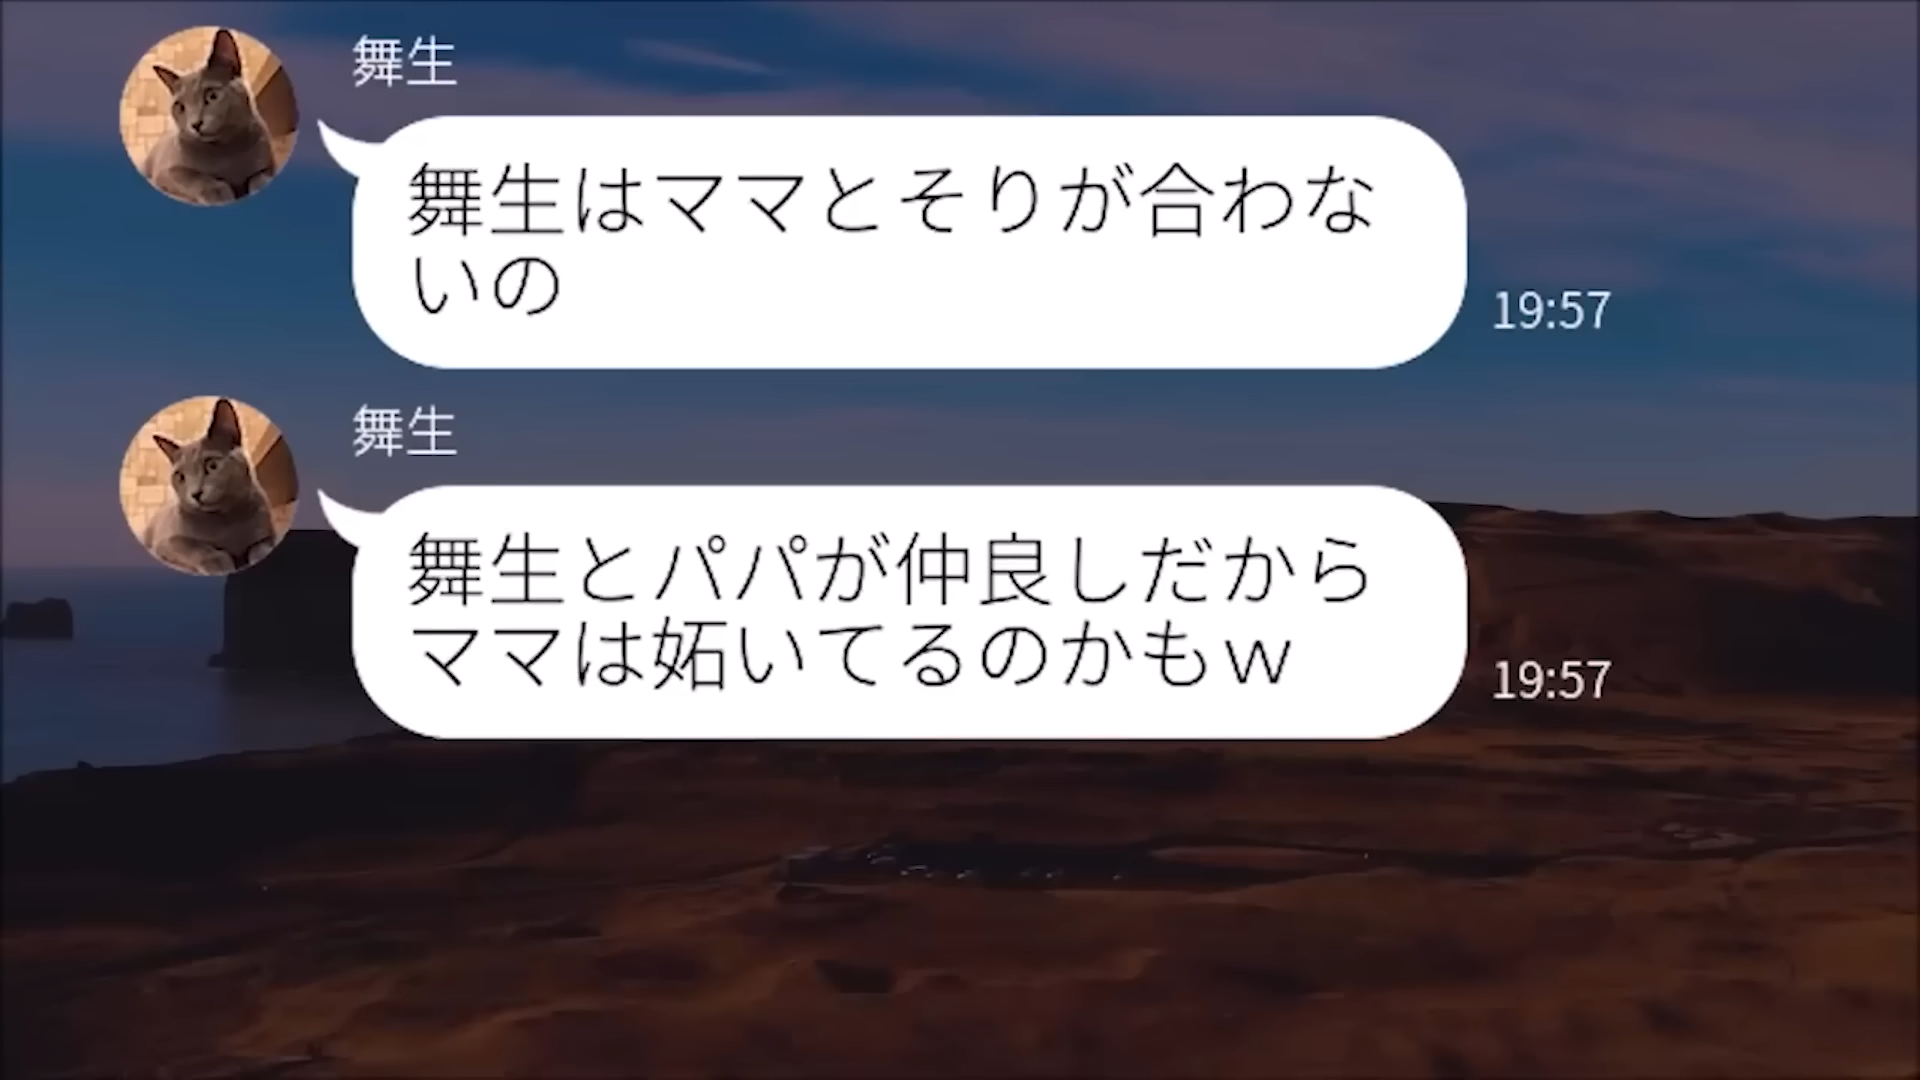 舞生
舞生はママとそりが合わな
いの
19:57
舞生
舞生とパパが仲良しだから
ママは妬いてるのかもｗ
19:57